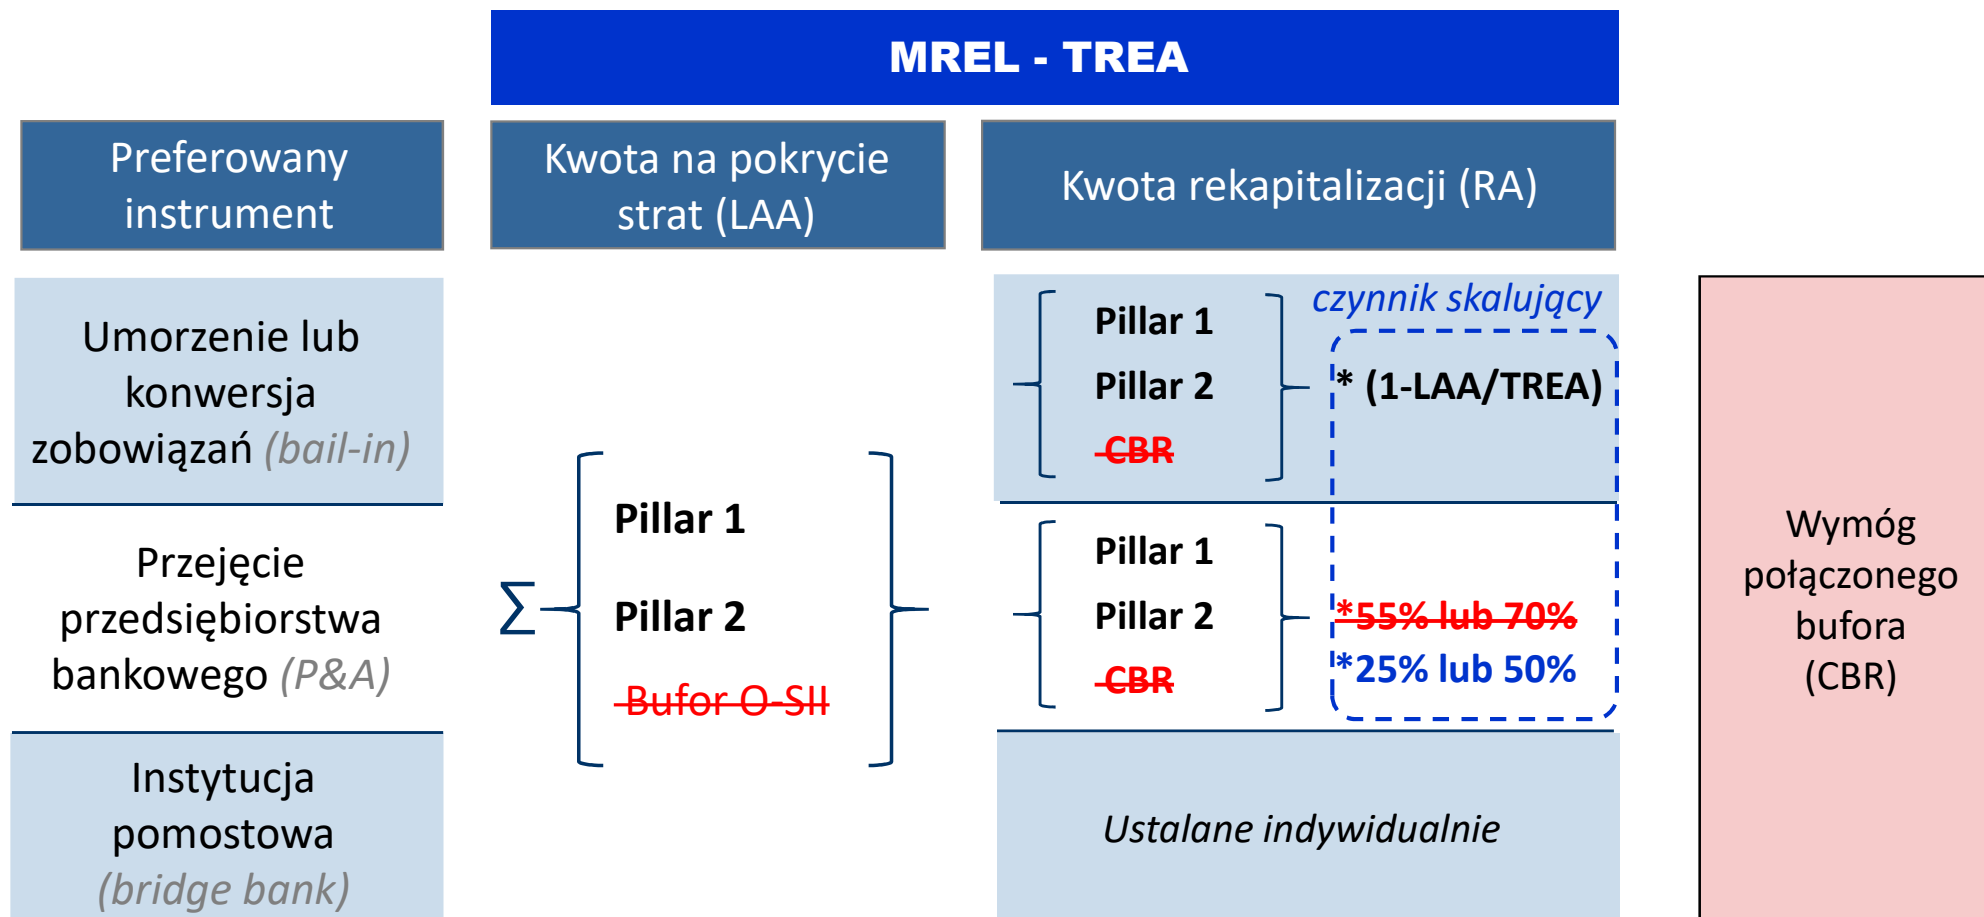 MREL - TREA
Preferowany
instrument
Kwota na pokrycie
strat (LAA)
Kwota rekapitalizacji (RA)
Umorzenie lub
konwersja
zobowiązań (bail-in)
Przejęcie
przedsiębiorstwa
bankowego (P&A)
Instytucja
pomostowa
(bridge bank)
∑
Pillar 1
Pillar 2
Bufor O-SII
czynnik skalujący
Pillar 1
Pillar 2
CBR
* (1-LAA/TREA)
Pillar 1
Pillar 2
CBR
*55% lub 70%
*25% lub 50%
Ustalane indywidualnie
Wymóg
połączonego
bufora
(CBR)